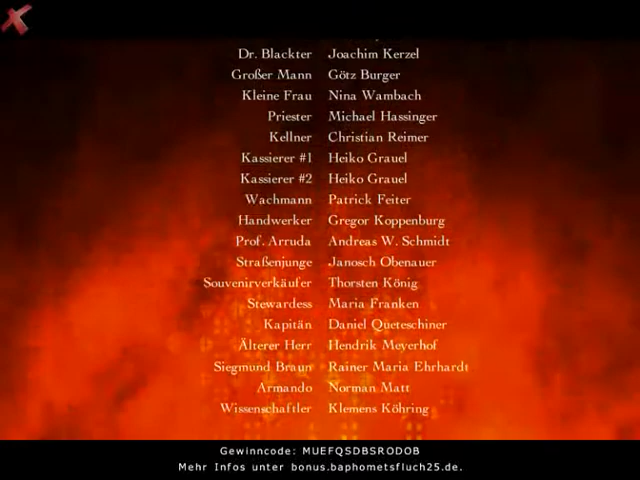 Dr. Blackter Joachim Kerzel
Großer Mann Götz Burger
Kleine Frau Nina Wambach
Priester Michael Hassinger
Kellner Christian Reimer
Kassierer #1 Heiko Grauel
Kassierer #2 Heiko Grauel
Wachmann Patrick Feiter
Handwerker Gregor Koppenburg
Prof. Arruda Andreas W. Schmidt
Straßenjunge Janosch Obenauer
Souvenirverkäufer Thorsten König
Stewardess Maria Franken
Kapitän Daniel Queteschiner
Älterer Herr Hendrik Meyerhof
Siegmund Braun Rainer Maria Ehrhardt
Armando Norman Matt
Wissenschaftler Klemens Köhring
Gewinncode: MUEFQSDBSRODOB
Mehr Infos unter bonus.baphometsfluch25.de.